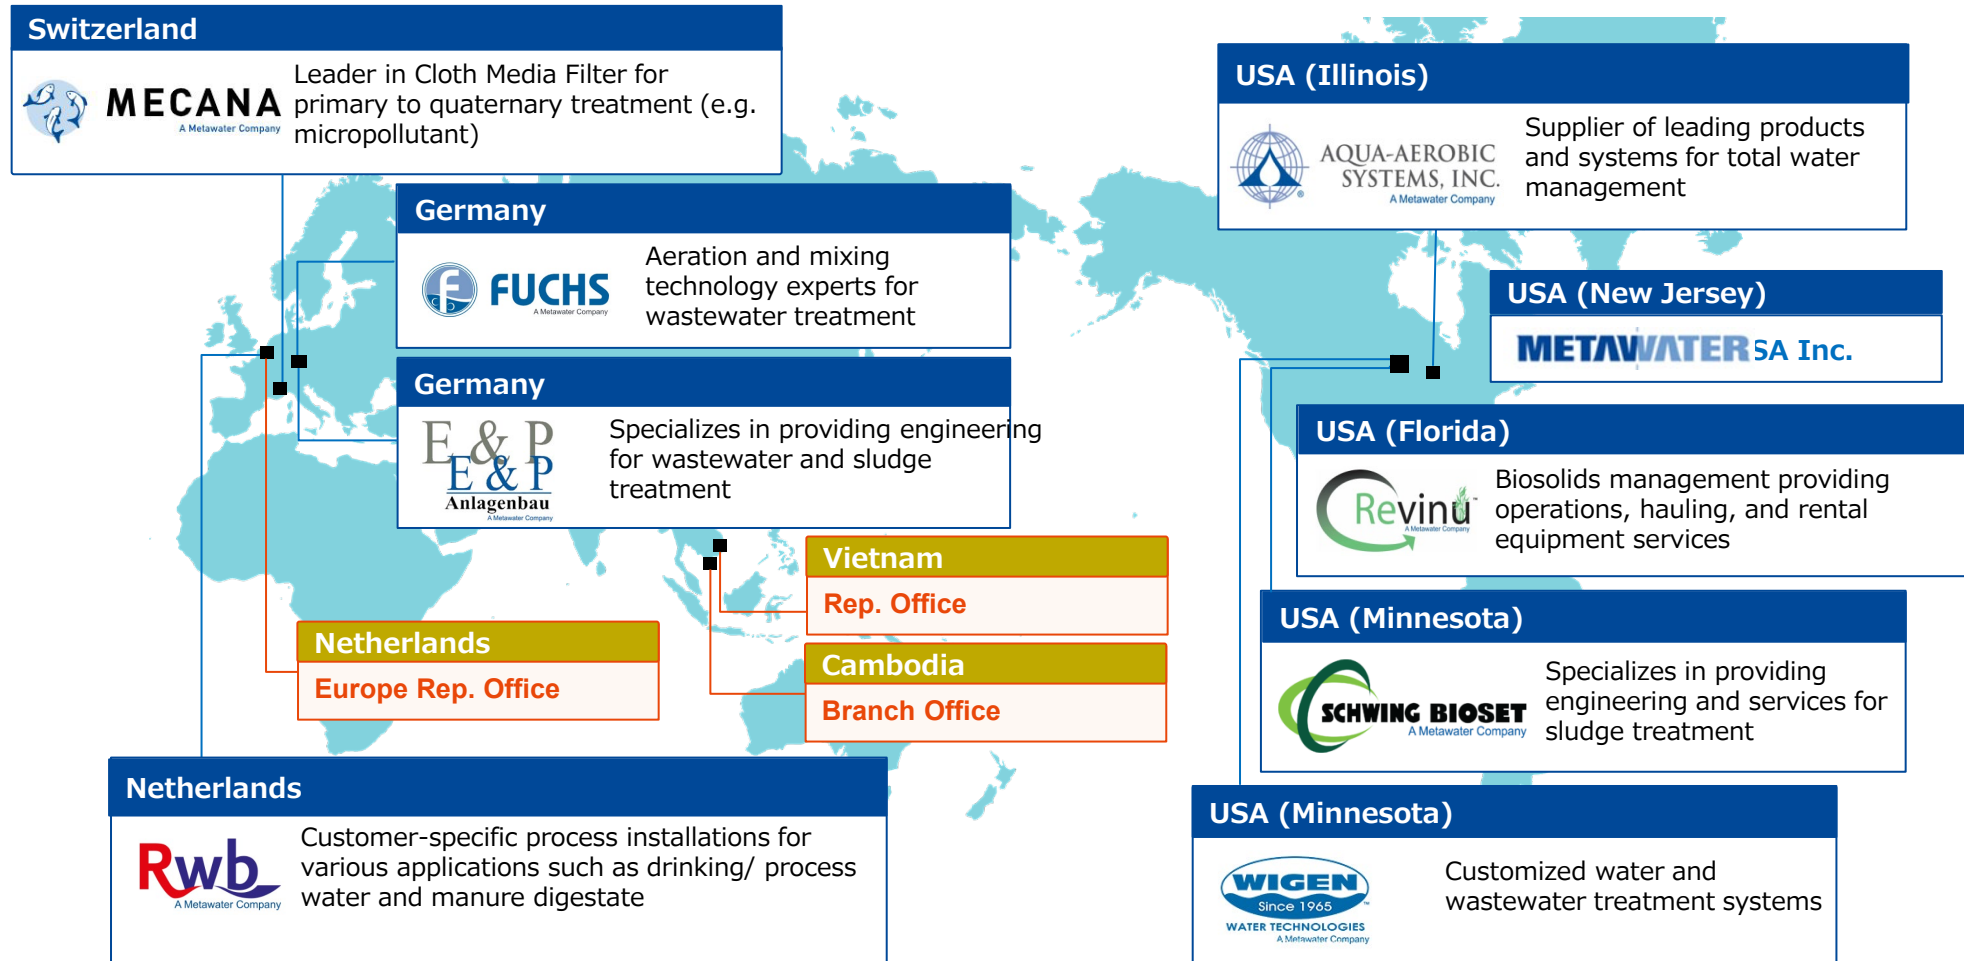 Switzerland
MECANA
A Metawater Company
Leader in Cloth Media Filter for
primary to quaternary treatment (e.g.
micropollutant)
Germany
FUCHS
A Metawater Company
Aeration and mixing
technology experts for
wastewater treatment
Germany
E & P
E & P
Anlagenbau
A Metawater Company
Specializes in providing engineering
for wastewater and sludge
treatment
Vietnam
Rep. Office
Cambodia
Branch Office
Netherlands
Europe Rep. Office
Netherlands
Rwb
A Metawater Company
Customer-specific process installations for
various applications such as drinking/ process
water and manure digestate
USA (Illinois)
AQUA-AEROBIC
SYSTEMS, INC.
A Metawater Company
®
Supplier of leading products
and systems for total water
management
USA (New Jersey)
METAWATER SA Inc.
USA (Florida)
Revinu™
A Metawater Company
Biosolids management providing
operations, hauling, and rental
equipment services
USA (Minnesota)
SCHWING BIOSET
A Metawater Company
Specializes in providing
engineering and services for
sludge treatment
USA (Minnesota)
WIGEN
Since 1965
™
WATER TECHNOLOGIES
A Metawater Company
Customized water and
wastewater treatment systems